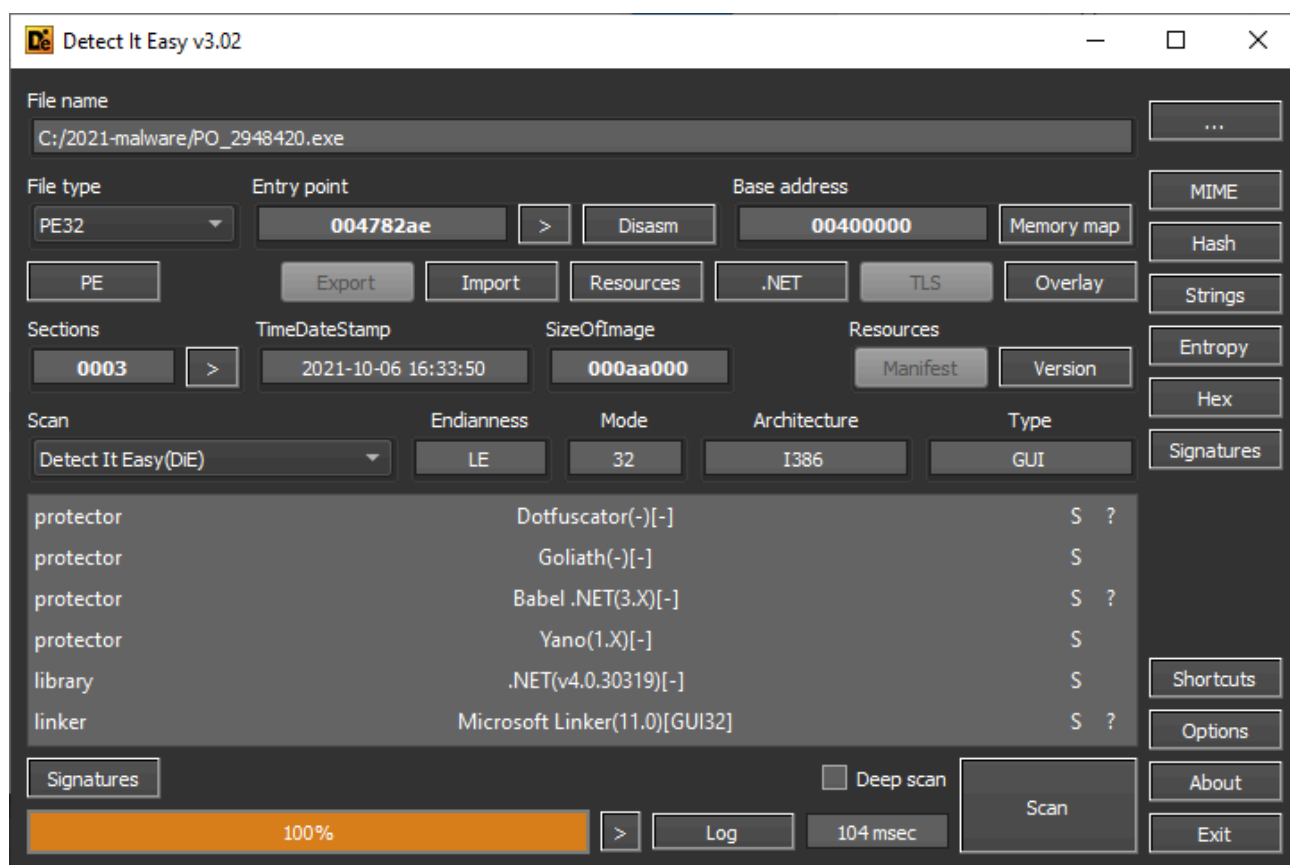 Detect It Easy v3.02
File name
C:/2021-malware/PO_2948420.exe
...
File type Entry point Base address
MIME
PE32 004782ae > Disasm 00400000 Memory map
Hash
PE Export Import Resources .NET TLS Overlay
Strings
Sections TimeDateStamp SizeOfImage Resources
Entropy
0003 > 2021-10-06 16:33:50 000aa000 Manifest Version
Hex
Scan Endianness Mode Architecture Type
Detect It Easy(DiE) LE 32 I386 GUI
Signatures
protector Dotfuscator(-)[-] S ?
protector Goliath(-)[-] S
protector Babel .NET(3.X)[-] S ?
protector Yano(1.X)[-] S
library .NET(v4.0.30319)[-] S
Shortcuts
linker Microsoft Linker(11.0)[GUI32] S ?
Options
Signatures Deep scan Scan
About
100% > Log 104 msec
Exit